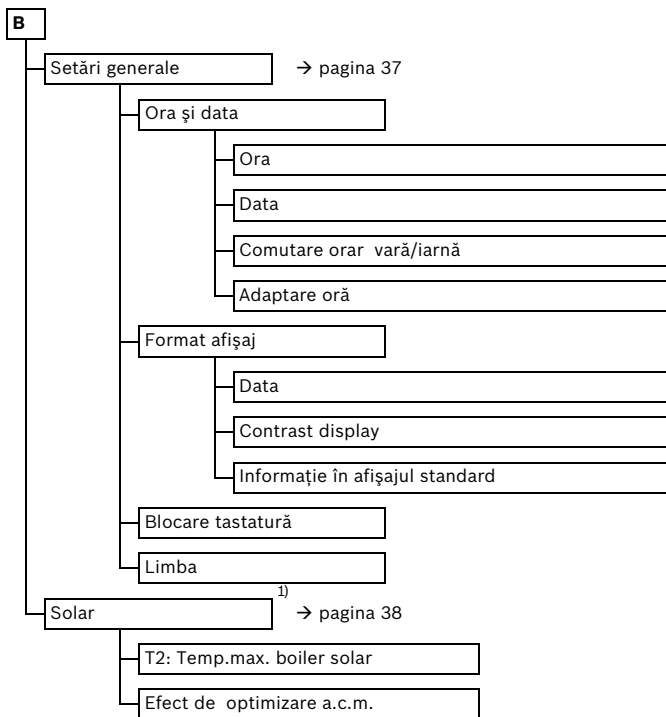 B
Setări generale → pagina 37
Ora şi data
Ora
Data
Comutare orar vară/iarnă
Adaptare oră
Format afişaj
Data
Contrast display
Informaţie în afişajul standard
Blocare tastatură
Limba
Solar 1) → pagina 38
T2: Temp.max. boiler solar
Efect de optimizare a.c.m.